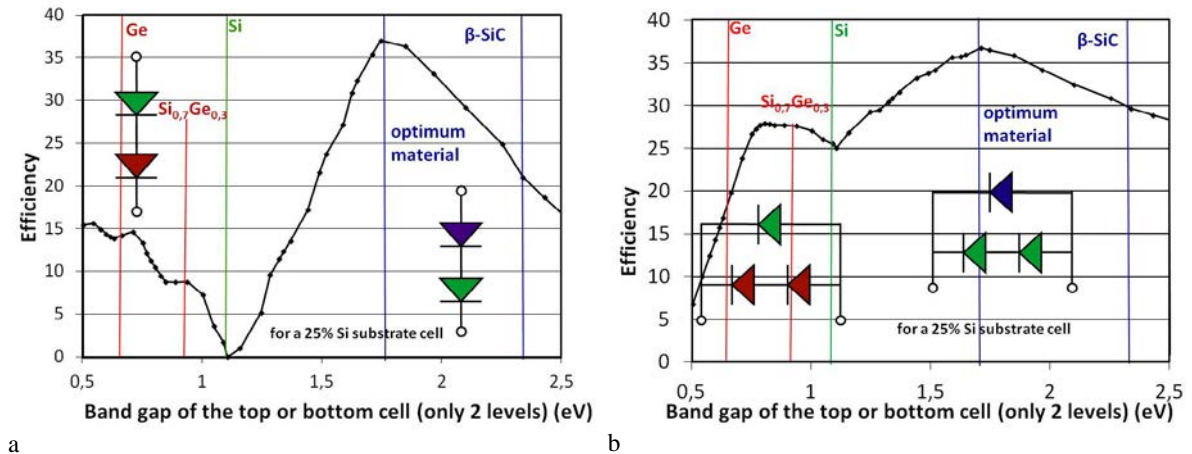 40
35
30
25
20
15
10
5
0
Efficiency
Ge
Si
β-SiC
Si0,7Ge0,3
optimum
material
for a 25% Si substrate cell
0,5
1
1,5
2
2,5
Band gap of the top or bottom cell (only 2 levels) (eV)
a
40
35
30
25
20
15
10
5
0
Efficiency
Ge
Si
β-SiC
Si0,7Ge0,3
optimum
material
for a 25% Si substrate cell
0,5
1
1,5
2
2,5
Band gap of the top or bottom cell (only 2 levels) (eV)
b